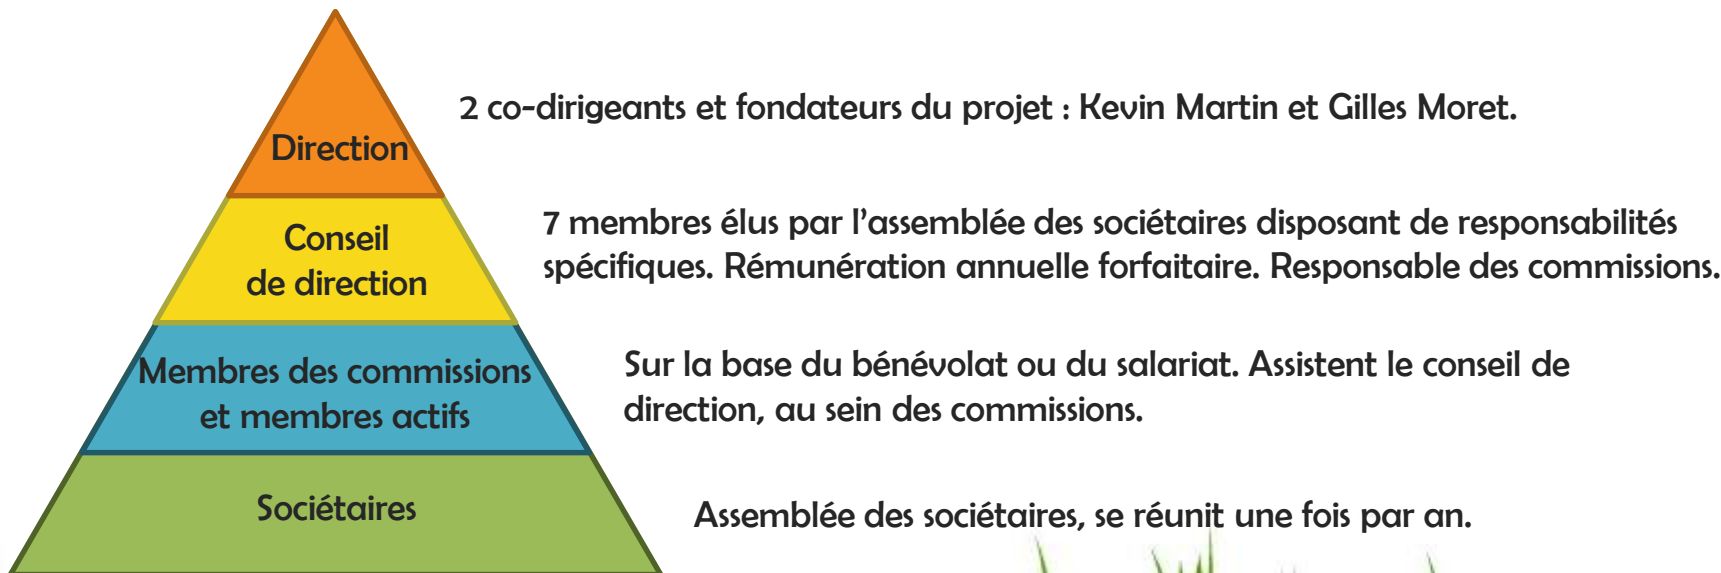 2 co-dirigeants et fondateurs du projet : Kevin Martin et Gilles Moret.
Direction
7 membres élus par l'assemblée des sociétaires disposant de responsabilités
spécifiques. Rémunération annuelle forfaitaire. Responsable des commissions.
Conseil
de direction
Sur la base du bénévolat ou du salariat. Assistent le conseil de
direction, au sein des commissions.
Membres des commissions
et membres actifs
Sociétaires
Assemblée des sociétaires, se réunit une fois par an.